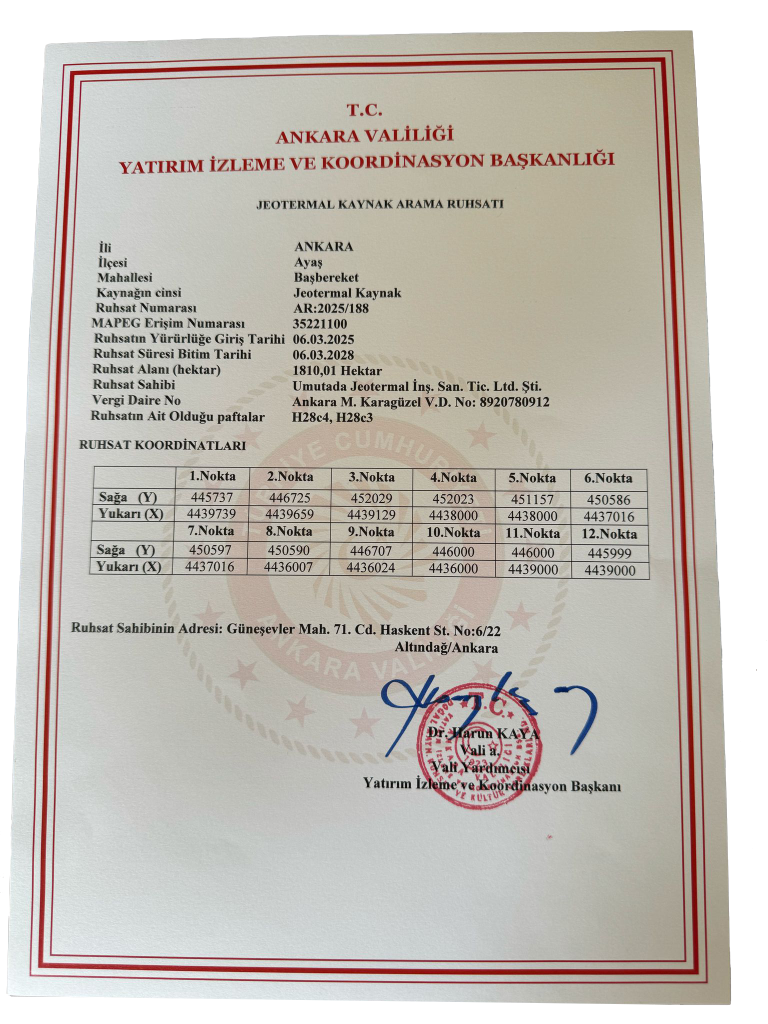 T.C.
ANKARA VALİLİĞİ
YATIRIM İZLEME VE KOORDİNASYON BAŞKANLIĞI
JEOTERMAL KAYNAK ARAMA RUHSATI
İli ANKARA
İlçesi Ayaş
Mahallesi Başbereket
Kaynağın cinsi Jeotermal Kaynak
Ruhsat Numarası AR:2025/188
MAPEG Erişim Numarası 35221100
Ruhsatın Yürürlüğe Giriş Tarihi 06.03.2025
Ruhsat Süresi Bitim Tarihi 06.03.2028
Ruhsat Alanı (hektar) 1810,01 Hektar
Ruhsat Sahibi Umutada Jeotermal İnş. San. Tic. Ltd. Şti.
Vergi Daire No Ankara M. Karagüzel V.D. No: 8920780912
Ruhsatın Ait Olduğu paftalar H28c4, H28c3
RUHSAT KOORDİNATLARI
1.Nokta 2.Nokta 3.Nokta 4.Nokta 5.Nokta 6.Nokta
Sağa (Y) 445737 446725 452029 452023 451157 450586
Yukarı (X) 4439739 4439659 4439129 4438000 4438000 4437016
7.Nokta 8.Nokta 9.Nokta 10.Nokta 11.Nokta 12.Nokta
Sağa (Y) 450597 450590 446707 446000 446000 445999
Yukarı (X) 4437016 4436007 4436024 4436000 4439000 4439000
Ruhsat Sahibinin Adresi: Güneşevler Mah. 71. Cd. Haskent St. No:6/22
Altındağ/Ankara
T.C.
Dr. Harun KAYA
Vali a.
Vali Yardımcısı
Yatırım İzleme ve Koordinasyon Başkanı
ANKARA VALİLİĞİ